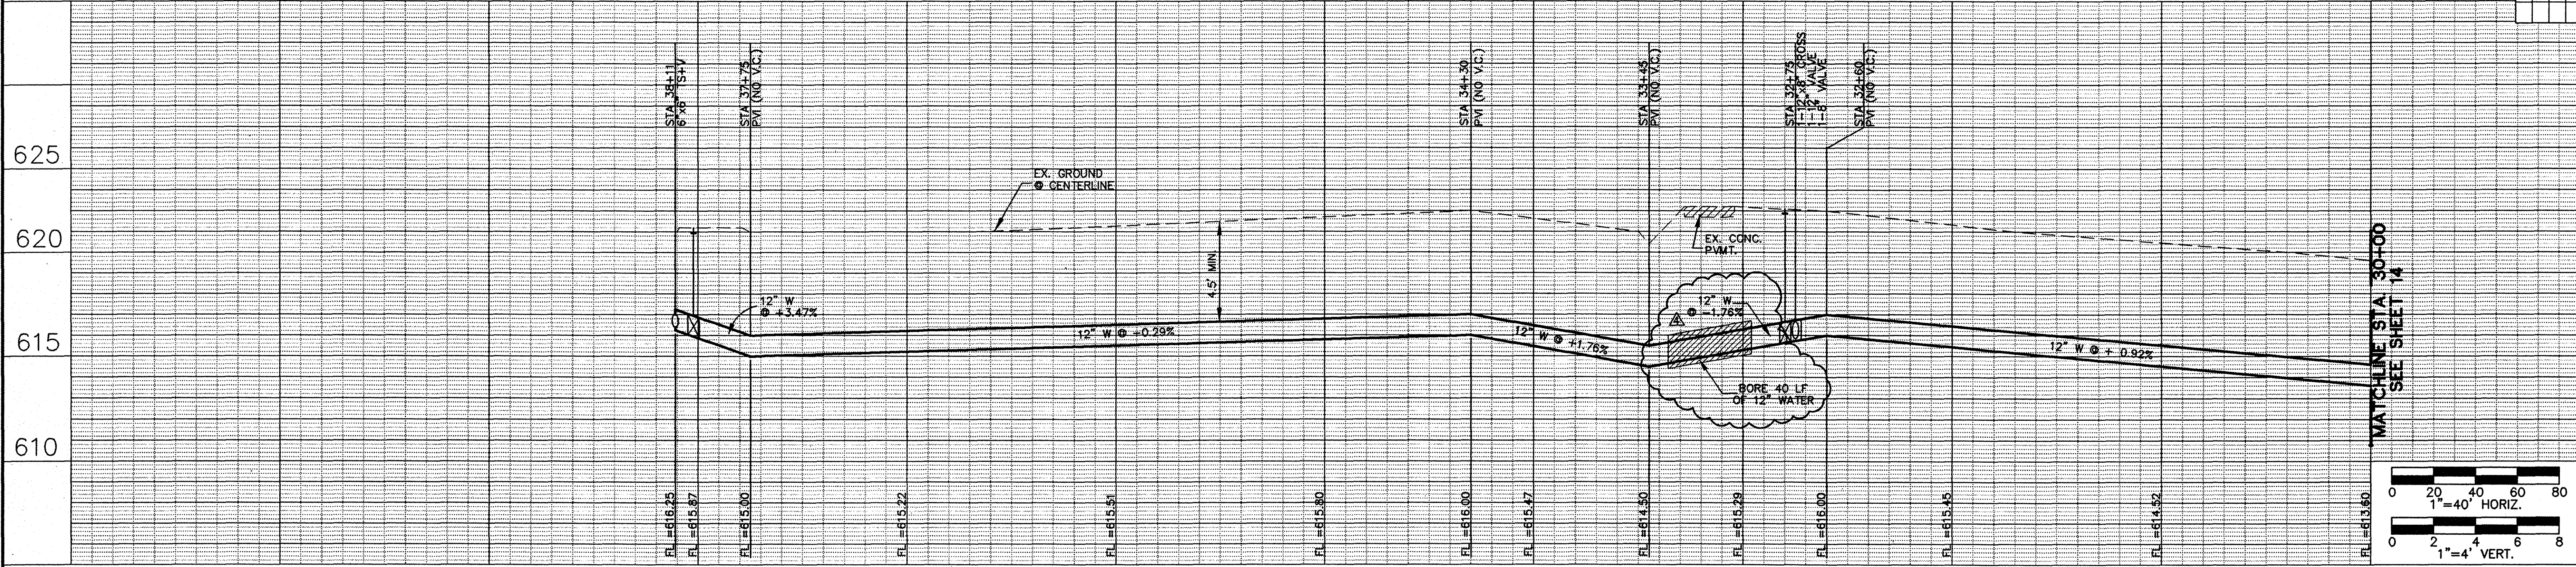 625
620
615
610
STA 38+11
6"x6" TS+V
STA 37+75
PVI (NO V.C.)
STA 34+30
PVI (NO V.C.)
STA 33+45
PVI (NO V.C.)
STA 32+75
1-12"x8" CROSS
1-12" VALVE
1-8" VALVE
STA 32+60
PVI (NO V.C.)
EX. GROUND
@ CENTERLINE
4.5' MIN.
EX. CONC.
PVMT.
12" W
@ +3.47%
12" W @ +0.29%
12" W @ +1.76%
12" W
@ -1.76%
4
BORE 40 LF
OF 12" WATER
12" W @ + 0.92%
MATCHLINE STA. 30+00
SEE SHEET 14
FL =616.25
FL =615.87
FL =615.00
FL =615.22
FL =615.51
FL =615.80
FL =616.00
FL =615.47
FL =614.50
FL =615.29
FL =616.00
FL =615.45
FL =614.52
FL =613.60
0 20 40 60 80
1"=40' HORIZ.
0 2 4 6 8
1"=4' VERT.